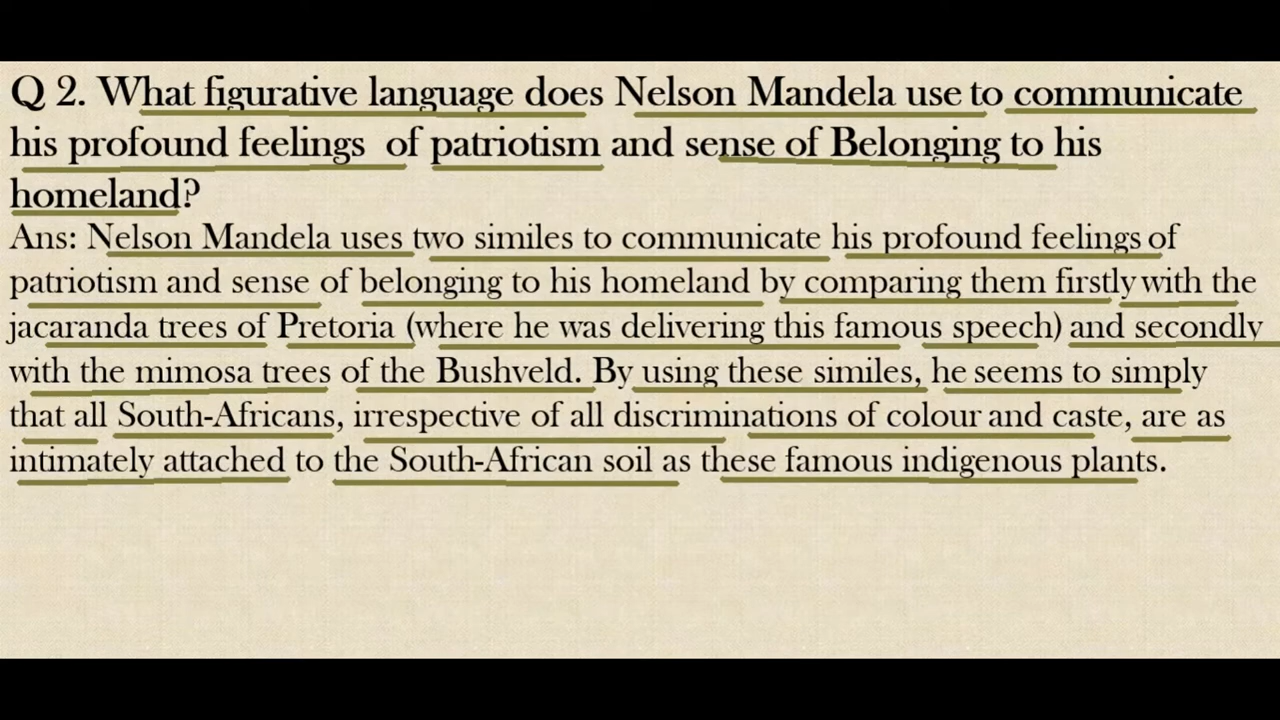 Q 2. What figurative language does Nelson Mandela use to communicate
his profound feelings of patriotism and sense of Belonging to his
homeland?
Ans: Nelson Mandela uses two similes to communicate his profound feelings of
patriotism and sense of belonging to his homeland by comparing them firstly with the
jacaranda trees of Pretoria (where he was delivering this famous speech) and secondly
with the mimosa trees of the Bushveld. By using these similes, he seems to simply
that all South-Africans, irrespective of all discriminations of colour and caste, are as
intimately attached to the South-African soil as these famous indigenous plants.